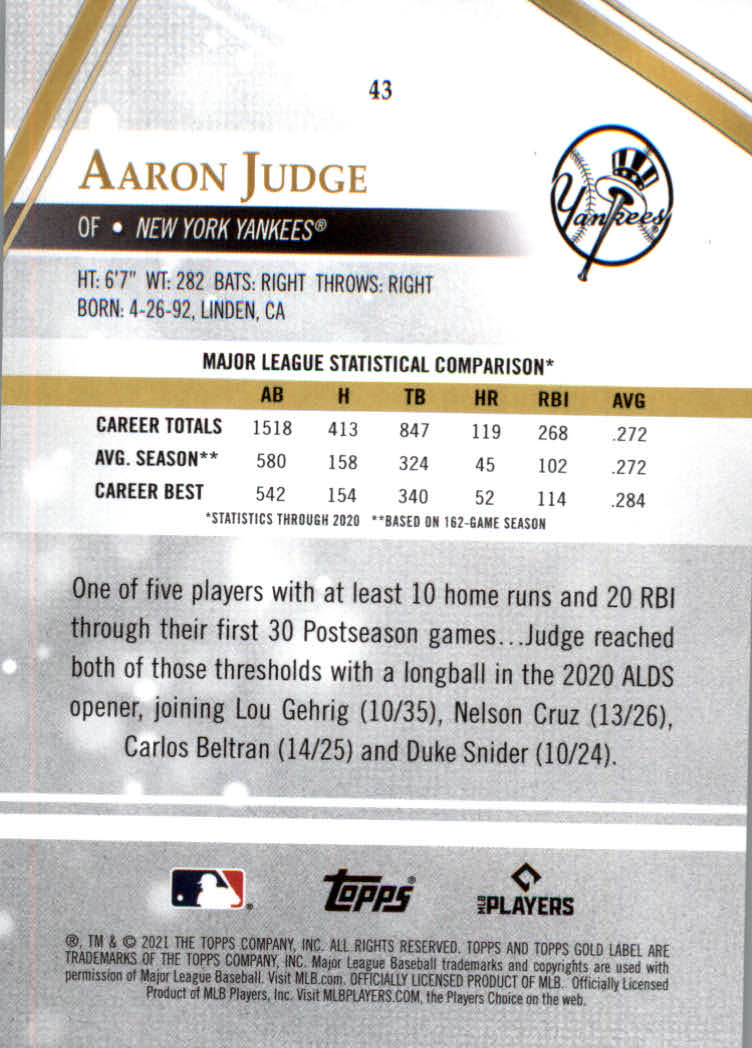 43
AARON JUDGE
Yankees
OF • NEW YORK YANKEES®
HT: 6'7" WT: 282 BATS: RIGHT THROWS: RIGHT
BORN: 4-26-92, LINDEN, CA
MAJOR LEAGUE STATISTICAL COMPARISON*
AB H TB HR RBI AVG
CAREER TOTALS 1518 413 847 119 268 .272
AVG. SEASON** 580 158 324 45 102 .272
CAREER BEST 542 154 340 52 114 .284
*STATISTICS THROUGH 2020 **BASED ON 162-GAME SEASON
One of five players with at least 10 home runs and 20 RBI
through their first 30 Postseason games...Judge reached
both of those thresholds with a longball in the 2020 ALDS
opener, joining Lou Gehrig (10/35), Nelson Cruz (13/26),
Carlos Beltran (14/25) and Duke Snider (10/24).
® TOPPS® MLB PLAYERS
®, TM & © 2021 THE TOPPS COMPANY, INC. ALL RIGHTS RESERVED. TOPPS AND TOPPS GOLD LABEL ARE
TRADEMARKS OF THE TOPPS COMPANY, INC. Major League Baseball trademarks and copyrights are used with
permission of Major League Baseball. Visit MLB.com. OFFICIALLY LICENSED PRODUCT OF MLB. Officially Licensed
Product of MLB Players, Inc. Visit MLBPLAYERS.COM, the Players Choice on the web.